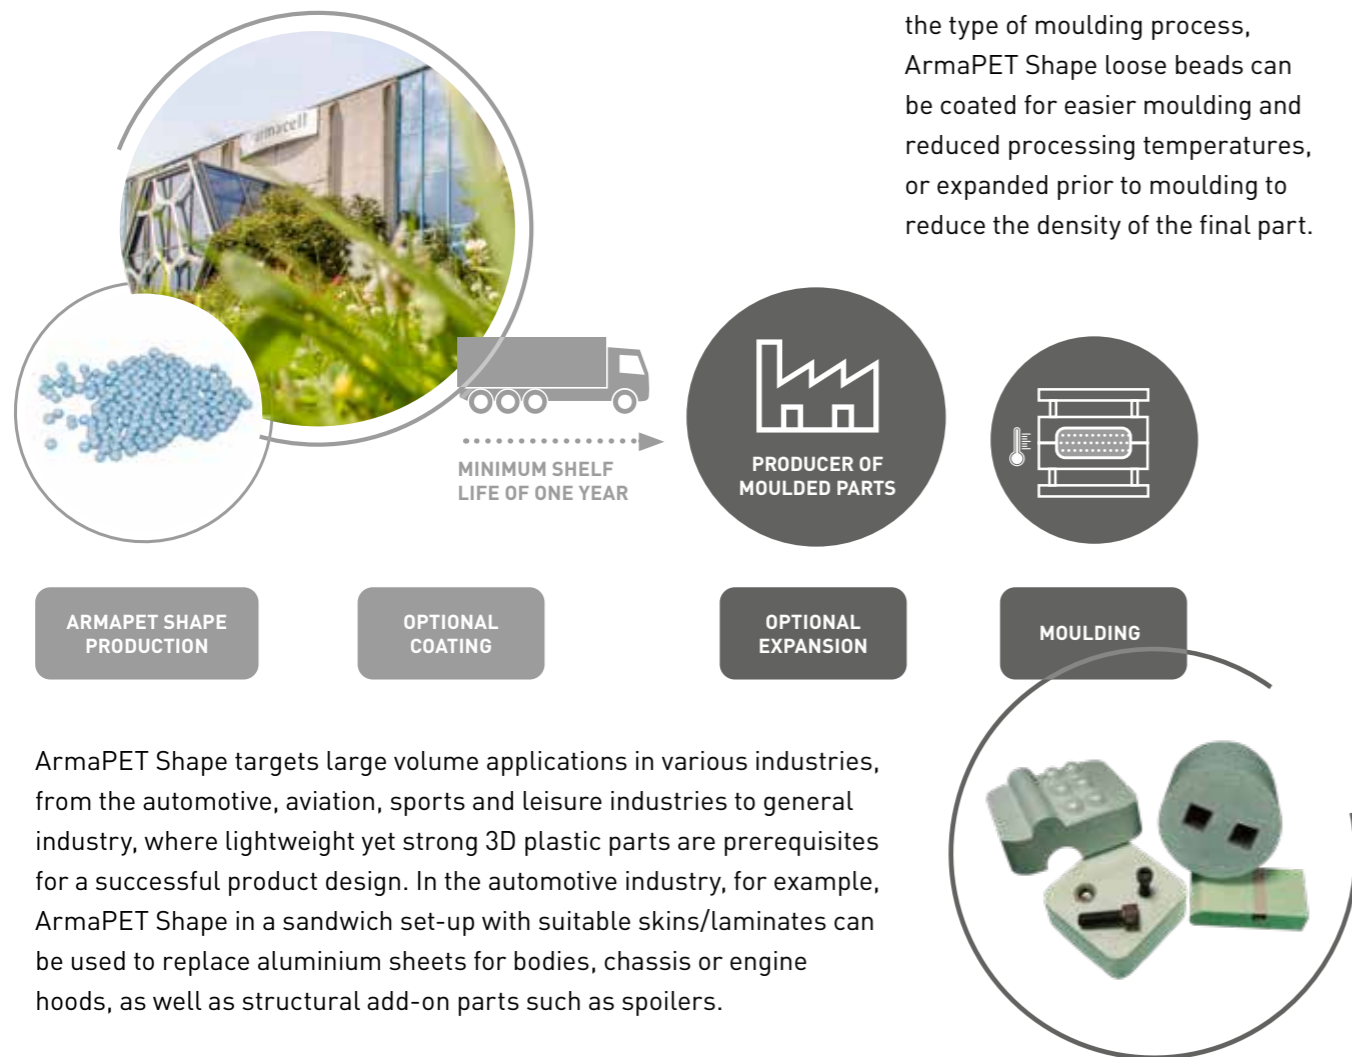 the type of moulding process,
ArmaPET Shape loose beads can
be coated for easier moulding and
reduced processing temperatures,
or expanded prior to moulding to
reduce the density of the final part.
armacell
MINIMUM SHELF
LIFE OF ONE YEAR
PRODUCER OF
MOULDED PARTS
ARMAPET SHAPE
PRODUCTION
OPTIONAL
COATING
OPTIONAL
EXPANSION
MOULDING
ArmaPET Shape targets large volume applications in various industries,
from the automotive, aviation, sports and leisure industries to general
industry, where lightweight yet strong 3D plastic parts are prerequisites
for a successful product design. In the automotive industry, for example,
ArmaPET Shape in a sandwich set-up with suitable skins/laminates can
be used to replace aluminium sheets for bodies, chassis or engine
hoods, as well as structural add-on parts such as spoilers.